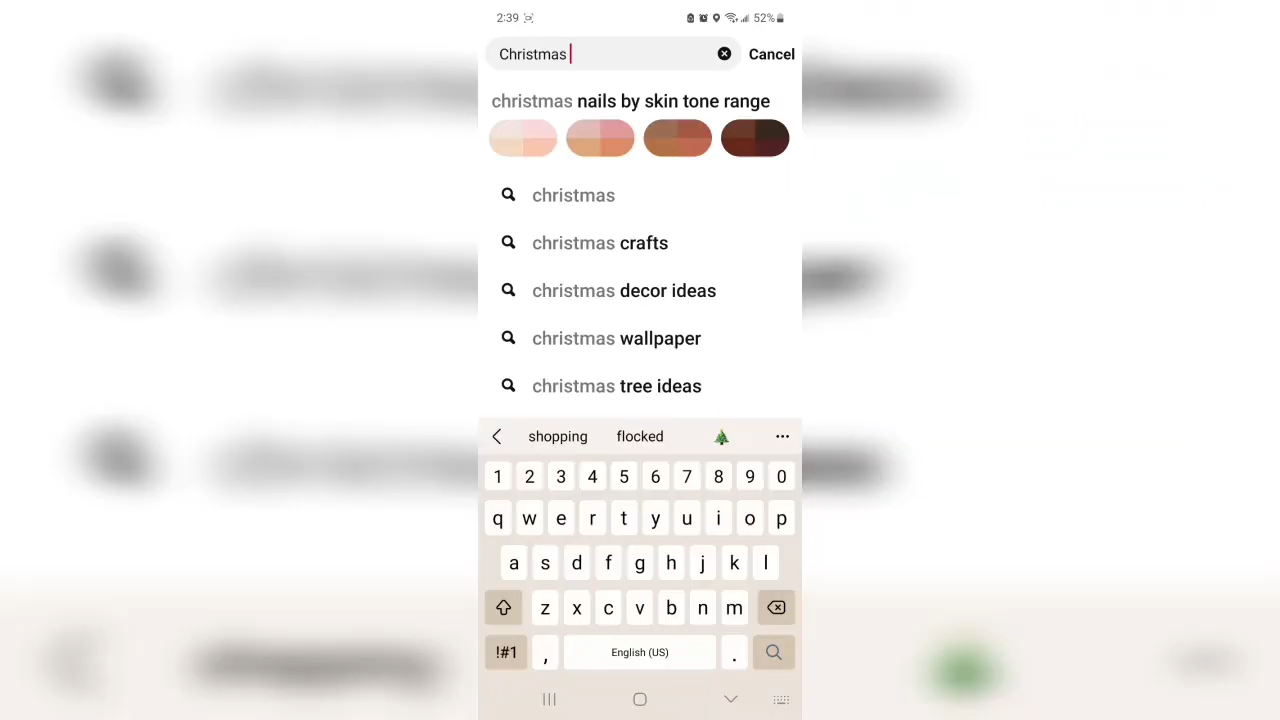 2:39 52%
Christmas Cancel
christmas nails by skin tone range
christmas
christmas crafts
christmas decor ideas
christmas wallpaper
christmas tree ideas
shopping flocked
1 2 3 4 5 6 7 8 9 0
q w e r t y u i o p
a s d f g h j k l
z x c v b n m
!#1 , English (US) .